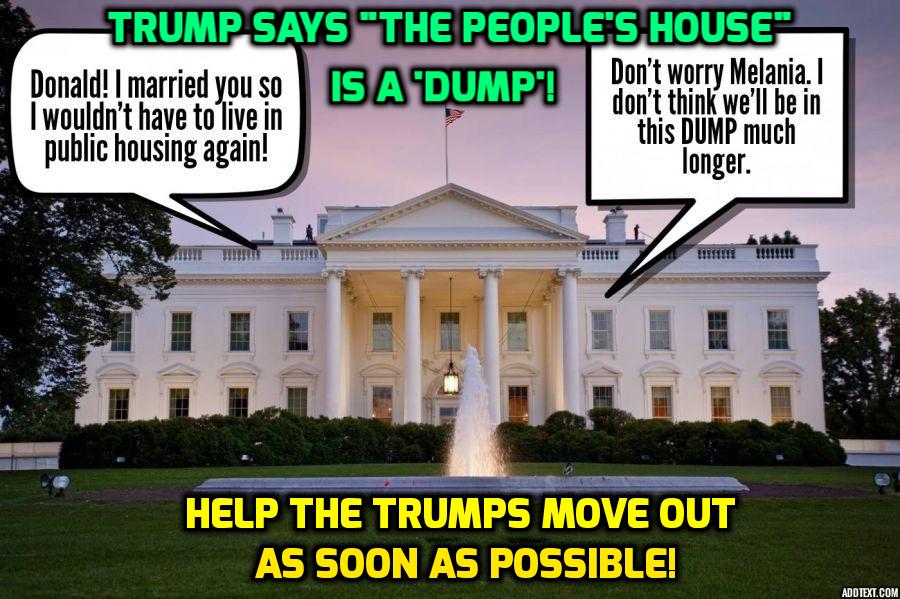 TRUMP SAYS "THE PEOPLE'S HOUSE"
IS A 'DUMP'!
Donald! I married you so
I wouldn't have to live in
public housing again!
Don't worry Melania. I
don't think we'll be in
this DUMP much
longer.
HELP THE TRUMPS MOVE OUT
AS SOON AS POSSIBLE!
ADDTEXT.COM